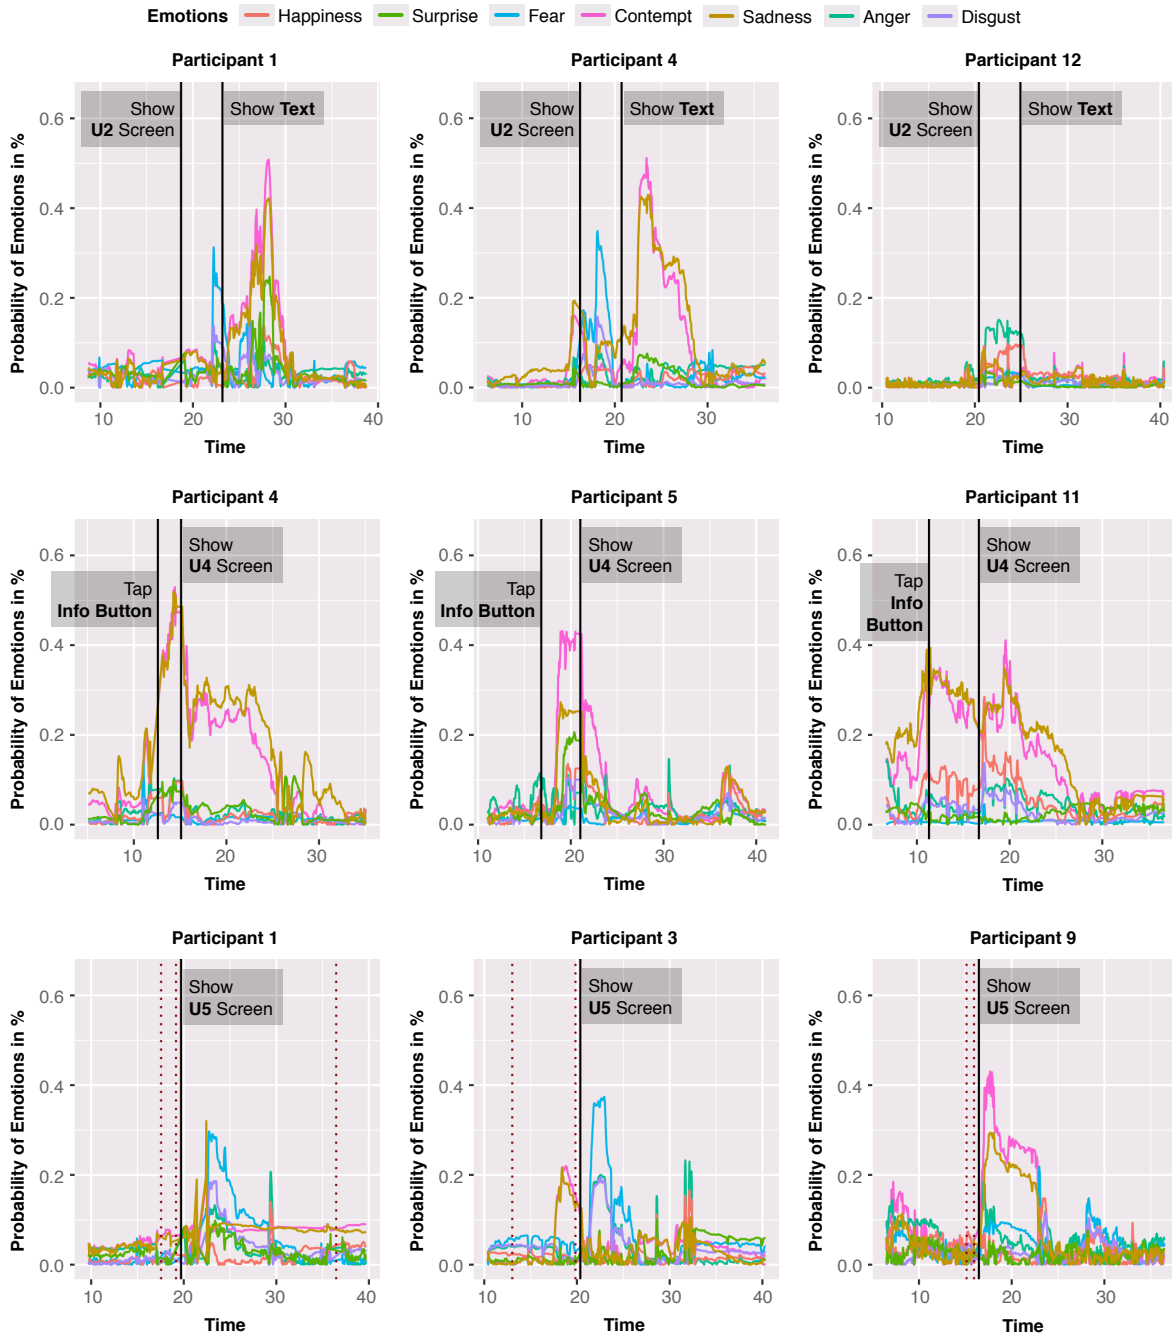 Emotions Happiness Surprise Fear Contempt Sadness Anger Disgust
Participant 1
Probability of Emotions in %
0.6
0.4
0.2
0.0
Show
U2 Screen
Show Text
10 20 30 40
Time
Participant 4
Probability of Emotions in %
0.6
0.4
0.2
0.0
Show
U2 Screen
Show Text
10 20 30
Time
Participant 12
Probability of Emotions in %
0.6
0.4
0.2
0.0
Show
U2 Screen
Show Text
10 20 30 40
Time
Participant 4
Probability of Emotions in %
0.6
0.4
0.2
0.0
Tap
Info Button
Show
U4 Screen
10 20 30
Time
Participant 5
Probability of Emotions in %
0.6
0.4
0.2
0.0
Tap
Info Button
Show
U4 Screen
10 20 30 40
Time
Participant 11
Probability of Emotions in %
0.6
0.4
0.2
0.0
Tap
Info
Button
Show
U4 Screen
10 20 30
Time
Participant 1
Probability of Emotions in %
0.6
0.4
0.2
0.0
Show
U5 Screen
10 20 30 40
Time
Participant 3
Probability of Emotions in %
0.6
0.4
0.2
0.0
Show
U5 Screen
10 20 30 40
Time
Participant 9
Probability of Emotions in %
0.6
0.4
0.2
0.0
Show
U5 Screen
10 20 30
Time